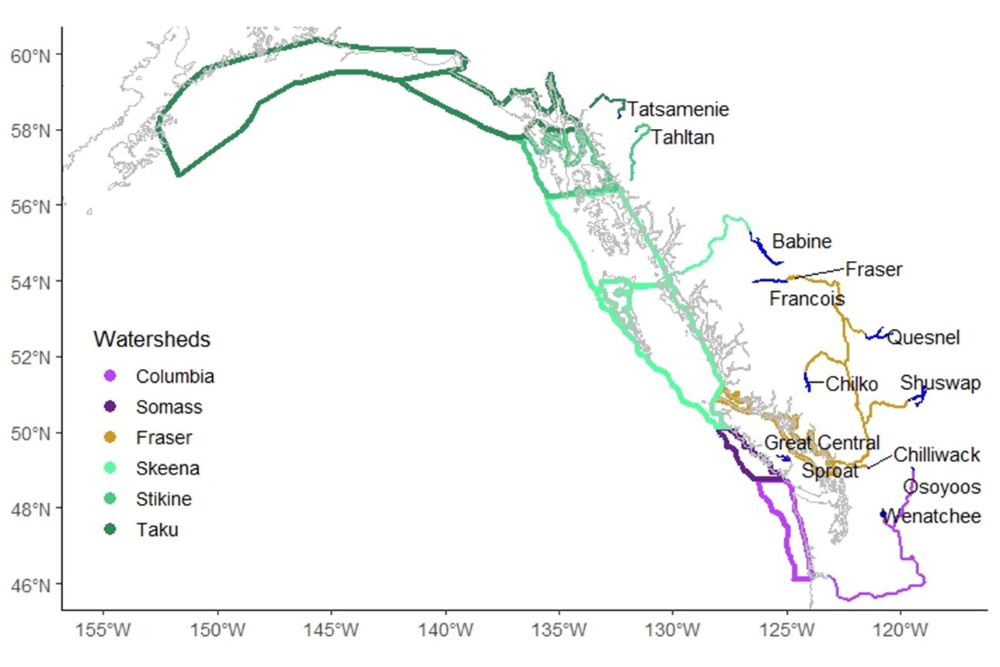 60°N
58°N
56°N
54°N
52°N
50°N
48°N
46°N
Tatsamenie
Tahltan
Babine
Fraser
Francois
Quesnel
Chilko
Shuswap
Great Central
Chilliwack
Sproat
Osoyoos
Wenatchee
Watersheds
Columbia
Somass
Fraser
Skeena
Stikine
Taku
155°W
150°W
145°W
140°W
135°W
130°W
125°W
120°W